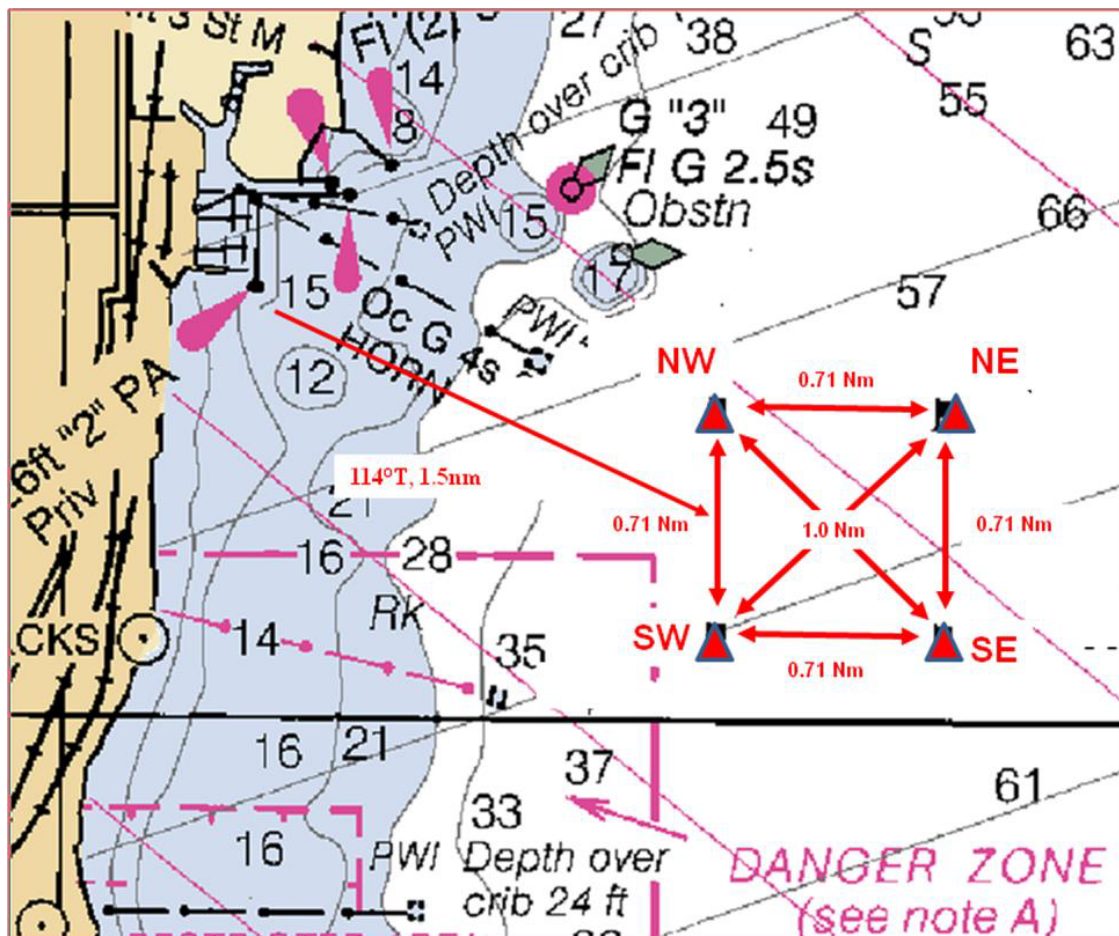 3 St M
Fl (2)
14
27
38
S
63
55
8
Depth over crib
PWI
G "3"
49
Fl G 2.5s
Obstn
15
66
17
57
15
Oc G 4s
HORN
PWI
12
PA
"2"
6ft
Priv
NW
0.71 Nm
NE
114°T, 1.5nm
21
0.71 Nm
1.0 Nm
0.71 Nm
16
28
RK
CKS
14
35
SW
0.71 Nm
SE
16
21
37
61
33
16
PWI Depth over
crib 24 ft
DANGER ZONE
(see note A)